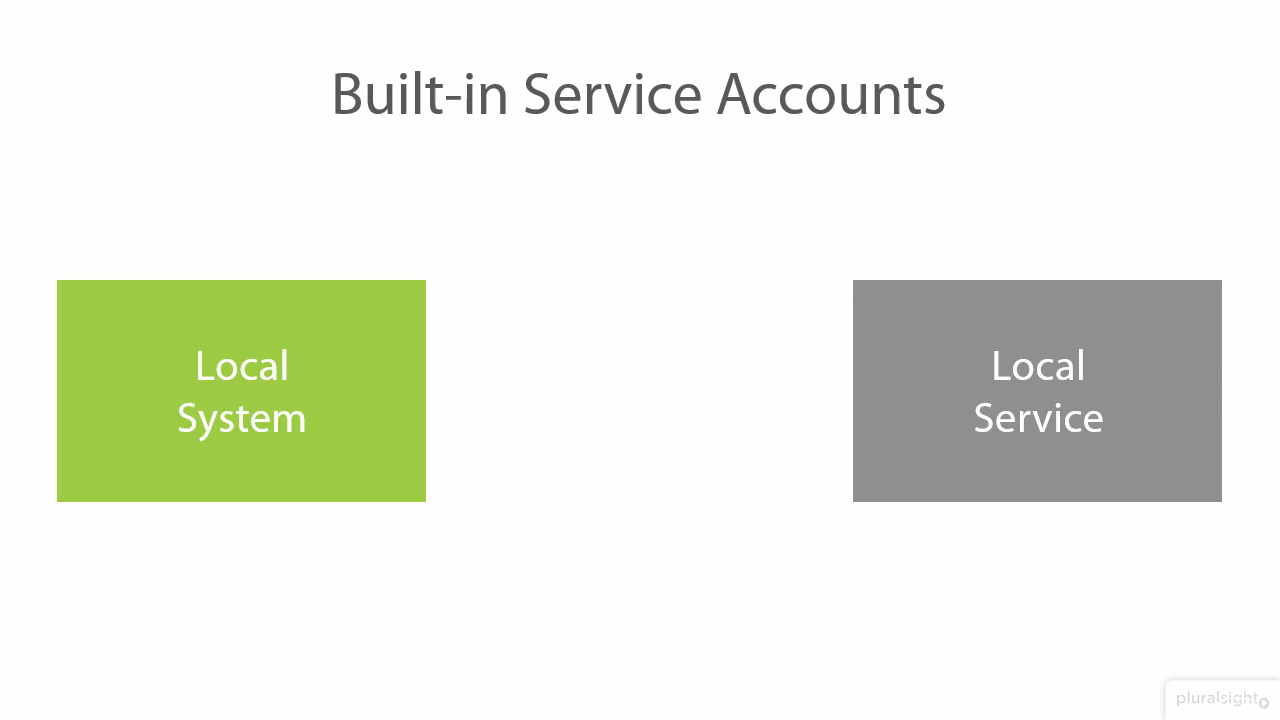 Built-in Service Accounts
Local
System
Local
Service
pluralsight